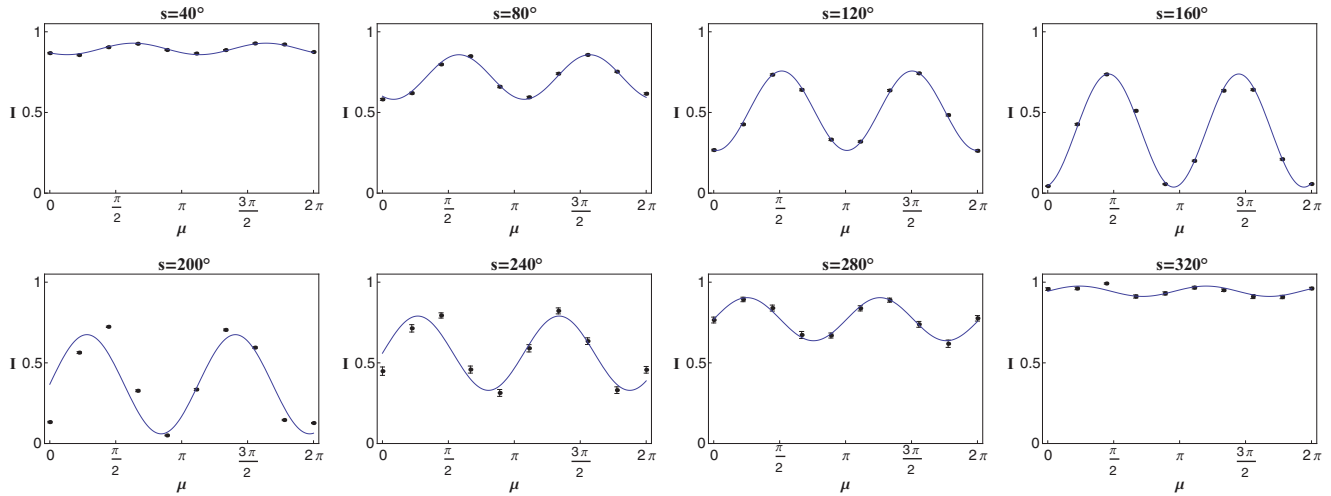 s=40° s=80° s=120° s=160°
1 1 1 1
I 0.5 I 0.5 I 0.5 I 0.5
0 0 0 0
0 π/2 π 3π/2 2π 0 π/2 π 3π/2 2π 0 π/2 π 3π/2 2π 0 π/2 π 3π/2 2π
μ μ μ μ
s=200° s=240° s=280° s=320°
1 1 1 1
I 0.5 I 0.5 I 0.5 I 0.5
0 0 0 0
0 π/2 π 3π/2 2π 0 π/2 π 3π/2 2π 0 π/2 π 3π/2 2π 0 π/2 π 3π/2 2π
μ μ μ μ